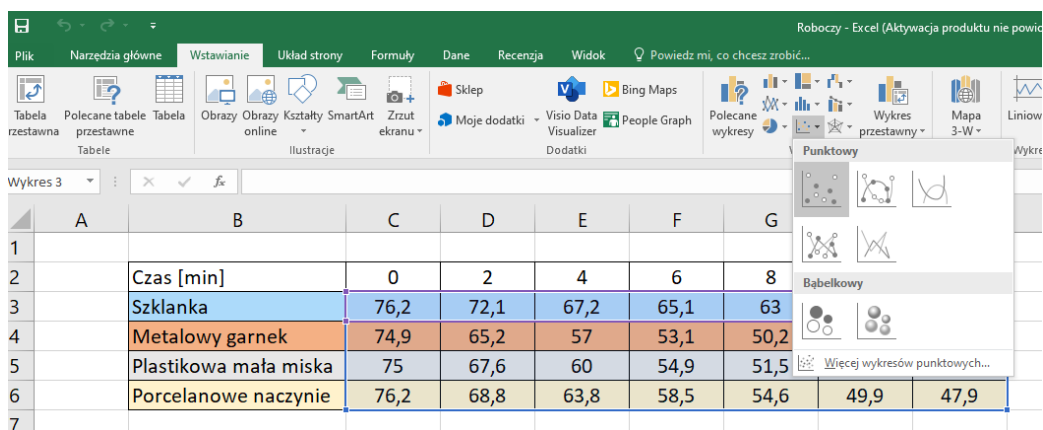 Roboczy - Excel (Aktywacja produktu nie powic
Plik Narzędzia główne Wstawianie Układ strony Formuły Dane Recenzja Widok Powiedz mi, co chcesz zrobić...
Tabela rzestawna
Polecane tabele przestawne
Tabela
Obrazy
Obrazy online
Kształty
SmartArt
Zrzut ekranu
Sklep
Moje dodatki
Visio Data Visualizer
Bing Maps
People Graph
Polecane wykresy
Wykres przestawny
Mapa 3-W
Liniow
Tabele
Ilustracje
Dodatki
Wykre
Punktowy
Bąbelkowy
Więcej wykresów punktowych...
Wykres 3 fx
A B C D E F G
1
2 Czas [min] 0 2 4 6 8
3 Szklanka 76,2 72,1 67,2 65,1 63
4 Metalowy garnek 74,9 65,2 57 53,1 50,2
5 Plastikowa mała miska 75 67,6 60 54,9 51,5
6 Porcelanowe naczynie 76,2 68,8 63,8 58,5 54,6 49,9 47,9
7